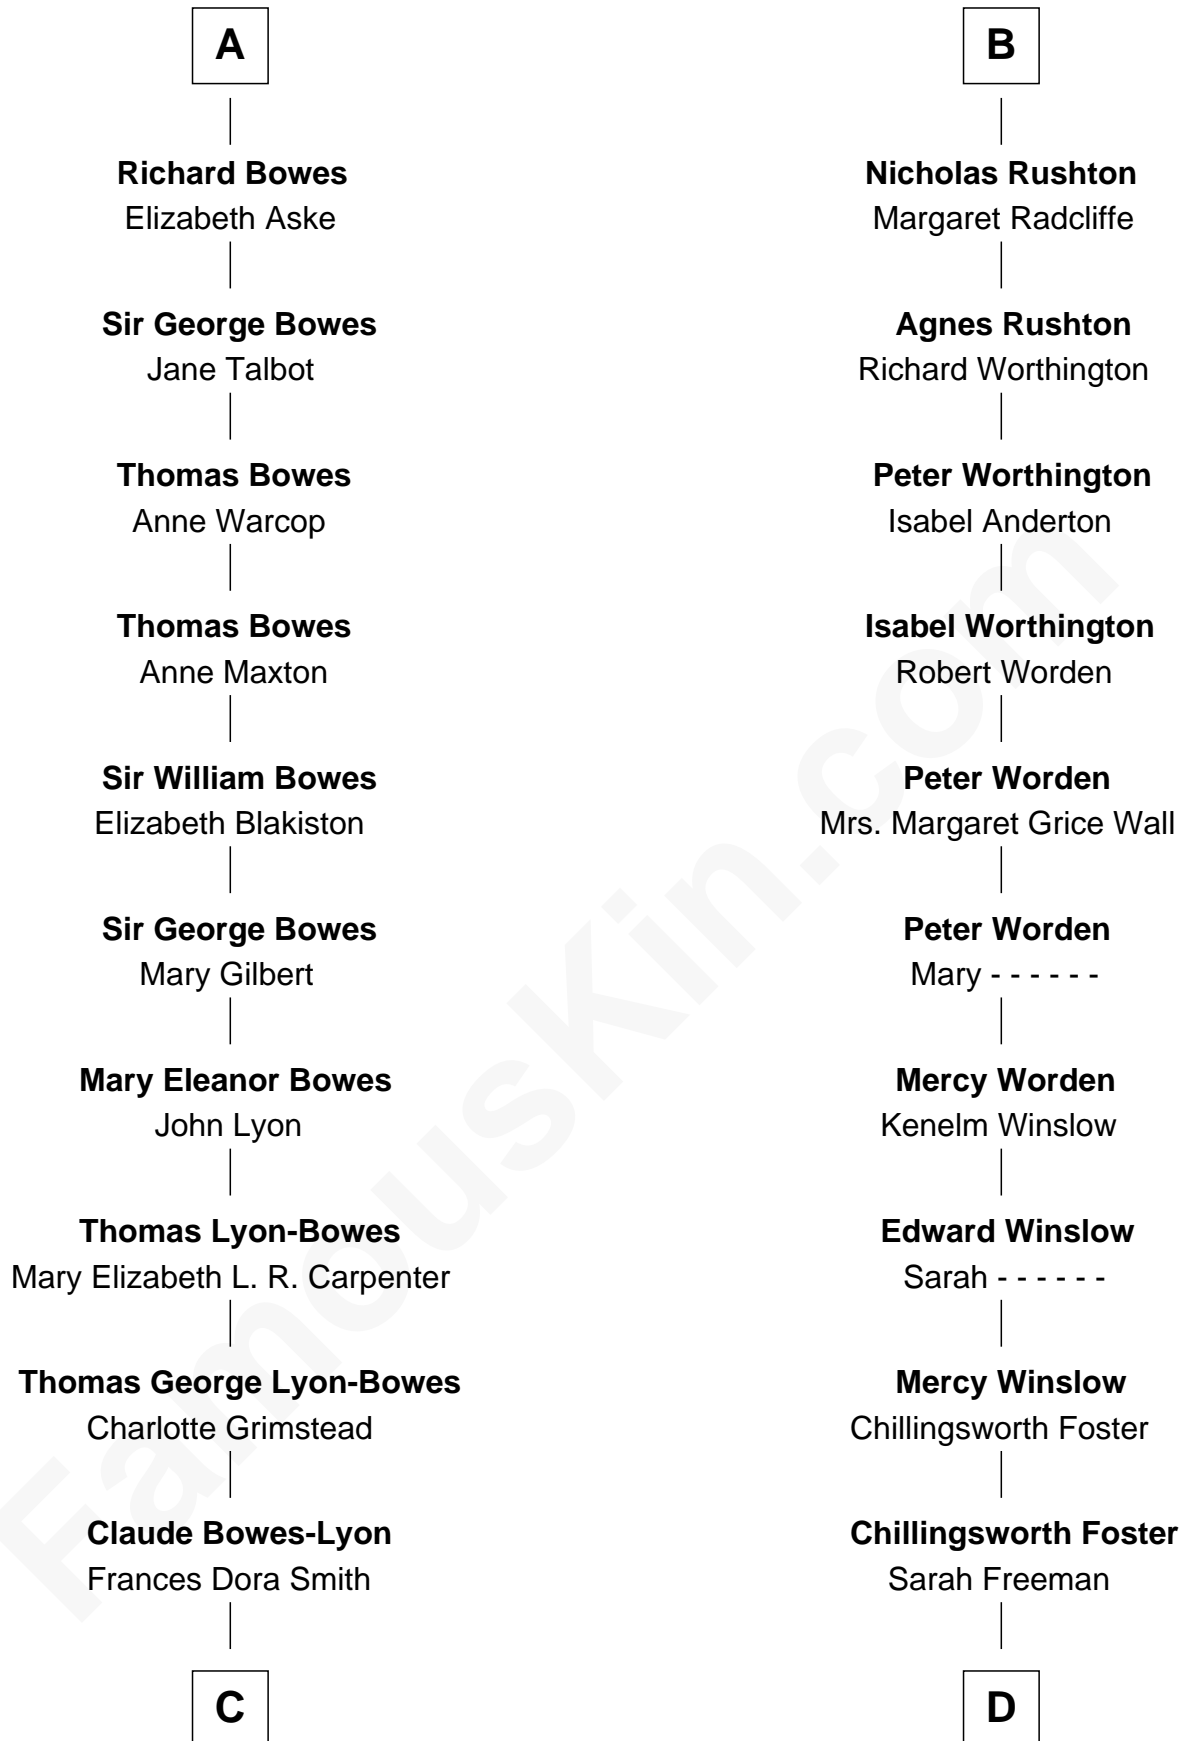 A
Richard Bowes
Elizabeth Aske
Sir George Bowes
Jane Talbot
Thomas Bowes
Anne Warcop
Thomas Bowes
Anne Maxton
Sir William Bowes
Elizabeth Blakiston
Sir George Bowes
Mary Gilbert
Mary Eleanor Bowes
John Lyon
Thomas Lyon-Bowes
Mary Elizabeth L. R. Carpenter
Thomas George Lyon-Bowes
Charlotte Grimstead
Claude Bowes-Lyon
Frances Dora Smith
C
B
Nicholas Rushton
Margaret Radcliffe
Agnes Rushton
Richard Worthington
Peter Worthington
Isabel Anderton
Isabel Worthington
Robert Worden
Peter Worden
Mrs. Margaret Grice Wall
Peter Worden
Mary - - - - - -
Mercy Worden
Kenelm Winslow
Edward Winslow
Sarah - - - - - -
Mercy Winslow
Chillingsworth Foster
Chillingsworth Foster
Sarah Freeman
D
FamousKin.com